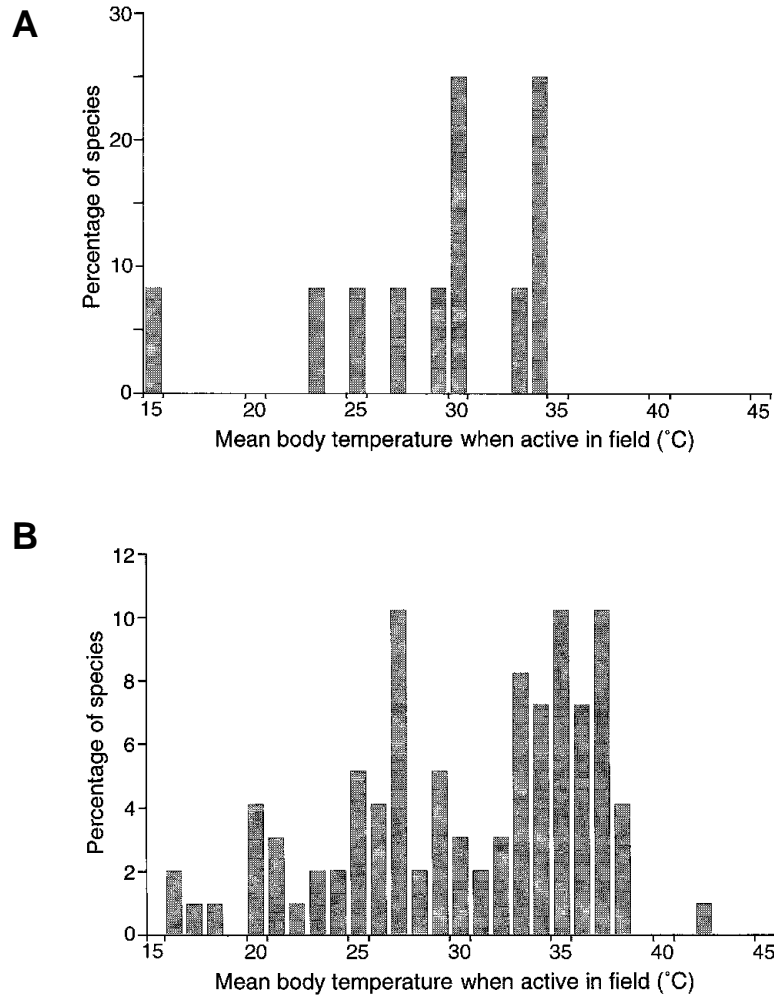 A
30
20
10
0
Percentage of species
15 20 25 30 35 40 45
Mean body temperature when active in field (°C)
B
12
10
8
6
4
2
0
Percentage of species
15 20 25 30 35 40 45
Mean body temperature when active in field (°C)